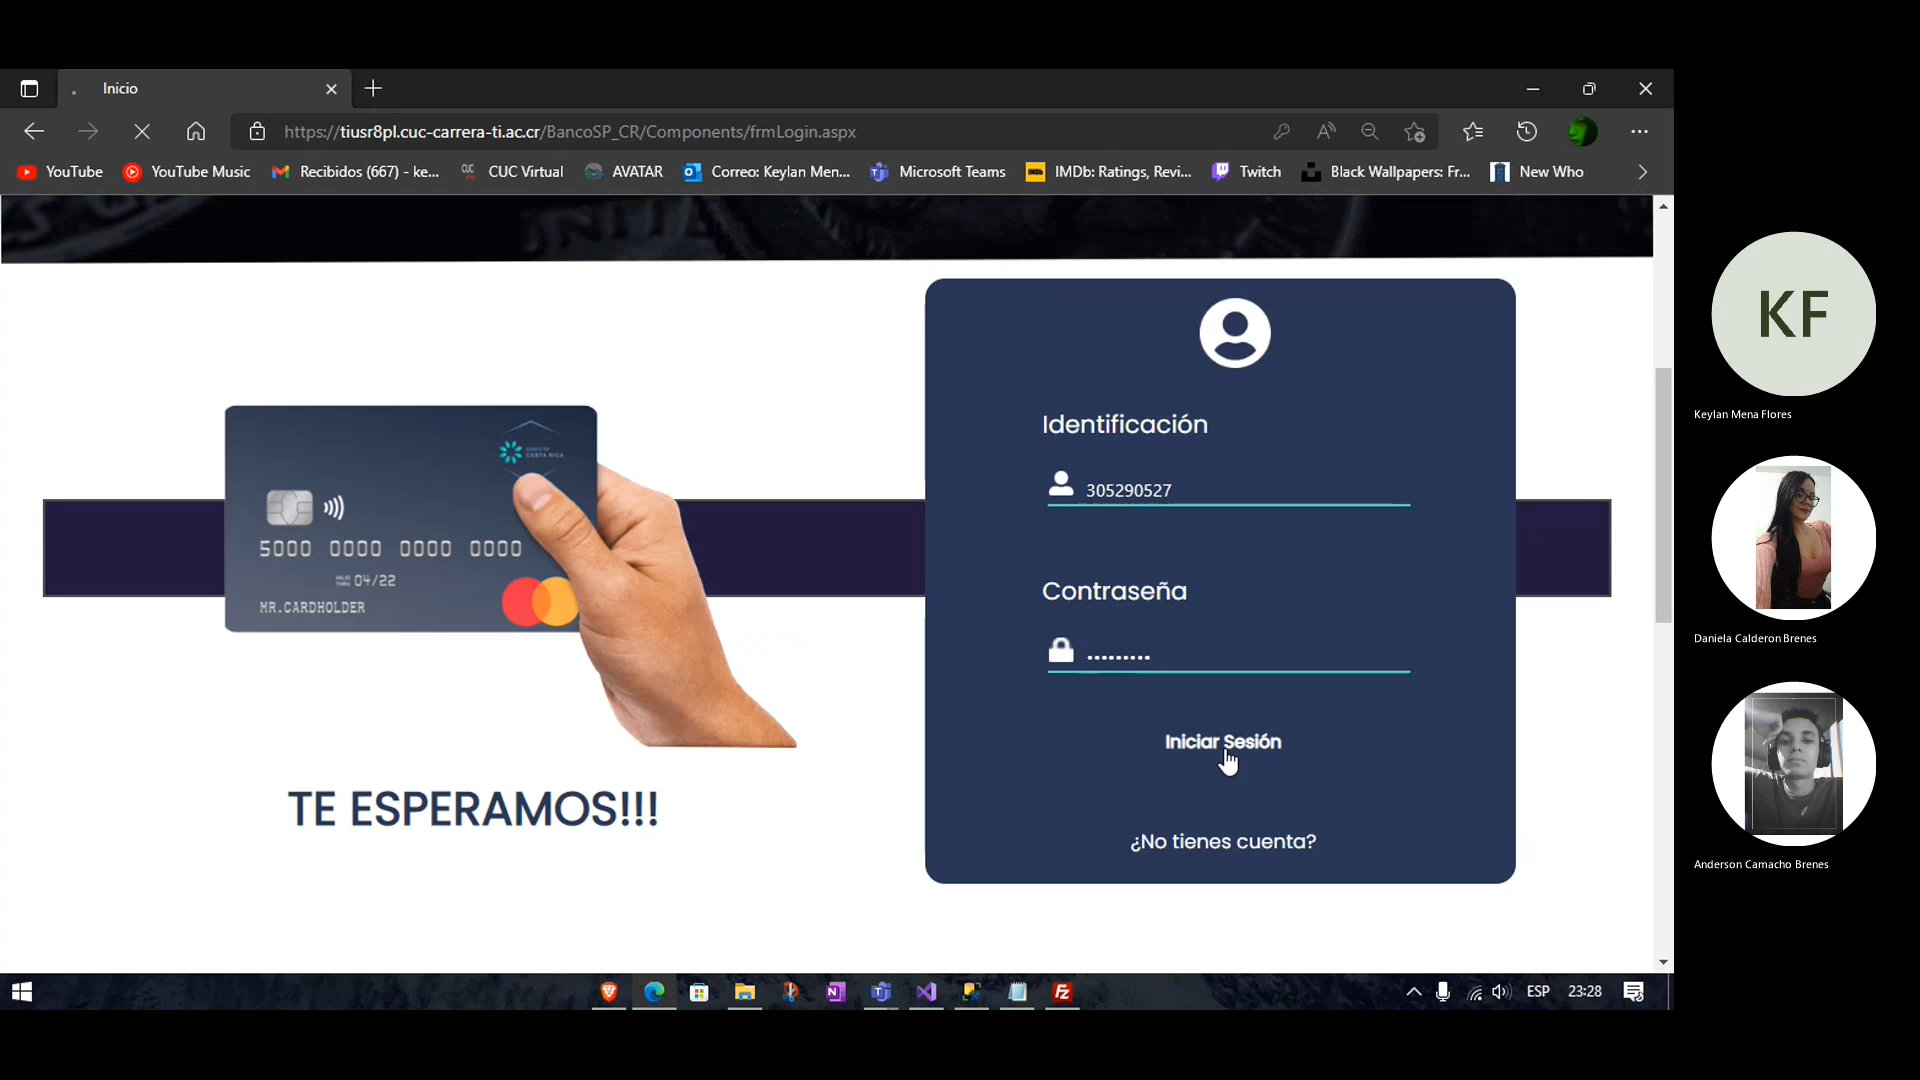 Inicio
https://tiusr8pl.cuc-carrera-ti.ac.cr/BancoSP_CR/Components/frmLogin.aspx
YouTube
YouTube Music
Recibidos (667) - ke...
CUC Virtual
AVATAR
Correo: Keylan Men...
Microsoft Teams
IMDb: Ratings, Revi...
Twitch
Black Wallpapers: Fr...
New Who
COSTA RICA
5000 0000 0000 0000
04/22
MR.CARDHOLDER
TE ESPERAMOS!!!
Identificación
305290527
Contraseña
Iniciar Sesión
¿No tienes cuenta?
KF
Keylan Mena Flores
Daniela Calderon Brenes
Anderson Camacho Brenes
ESP
23:28